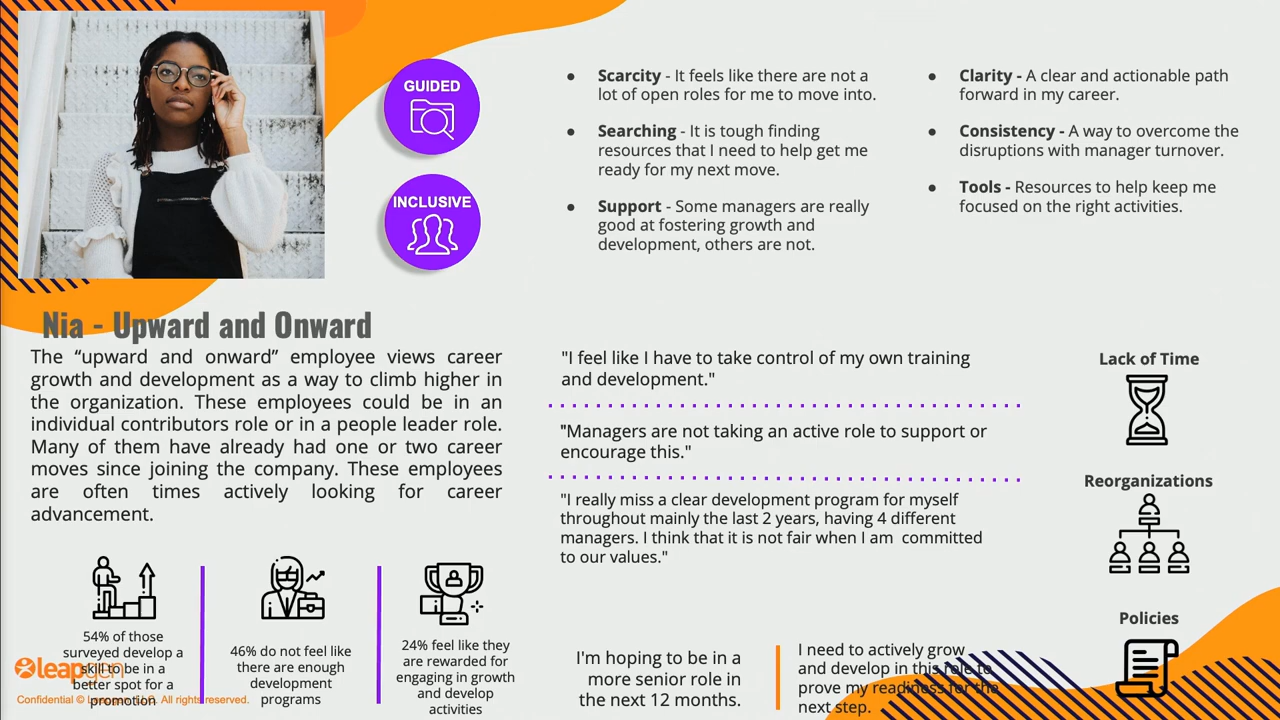 GUIDED
INCLUSIVE
● Scarcity - It feels like there are not a
lot of open roles for me to move into.
● Searching - It is tough finding
resources that I need to help get me
ready for my next move.
● Support - Some managers are really
good at fostering growth and
development, others are not.
● Clarity - A clear and actionable path
forward in my career.
● Consistency - A way to overcome the
disruptions with manager turnover.
● Tools - Resources to help keep me
focused on the right activities.
Nia - Upward and Onward
The “upward and onward” employee views career
growth and development as a way to climb higher in
the organization. These employees could be in an
individual contributors role or in a people leader role.
Many of them have already had one or two career
moves since joining the company. These employees
are often times actively looking for career
advancement.
"I feel like I have to take control of my own training
and development."
"Managers are not taking an active role to support or
encourage this."
"I really miss a clear development program for myself
throughout mainly the last 2 years, having 4 different
managers. I think that it is not fair when I am committed
to our values."
Lack of Time
Reorganizations
Policies
54% of those
surveyed develop a
skill to be in a
better spot for a
promotion
46% do not feel like
there are enough
development
programs
24% feel like they
are rewarded for
engaging in growth
and develop
activities
I'm hoping to be in a
more senior role in
the next 12 months.
I need to actively grow
and develop in this role to
prove my readiness for the
next step.
leapgen
Confidential © Leapgen, LLC. All rights reserved.